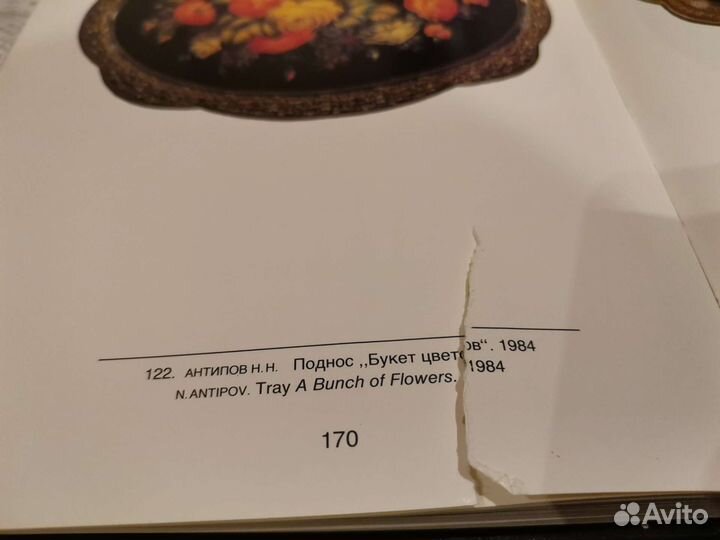 122. АНТИПОВ Н.Н. Поднос ,,Букет цветов“. 1984
N. ANTIPOV. Tray A Bunch of Flowers. 1984
170
Avito